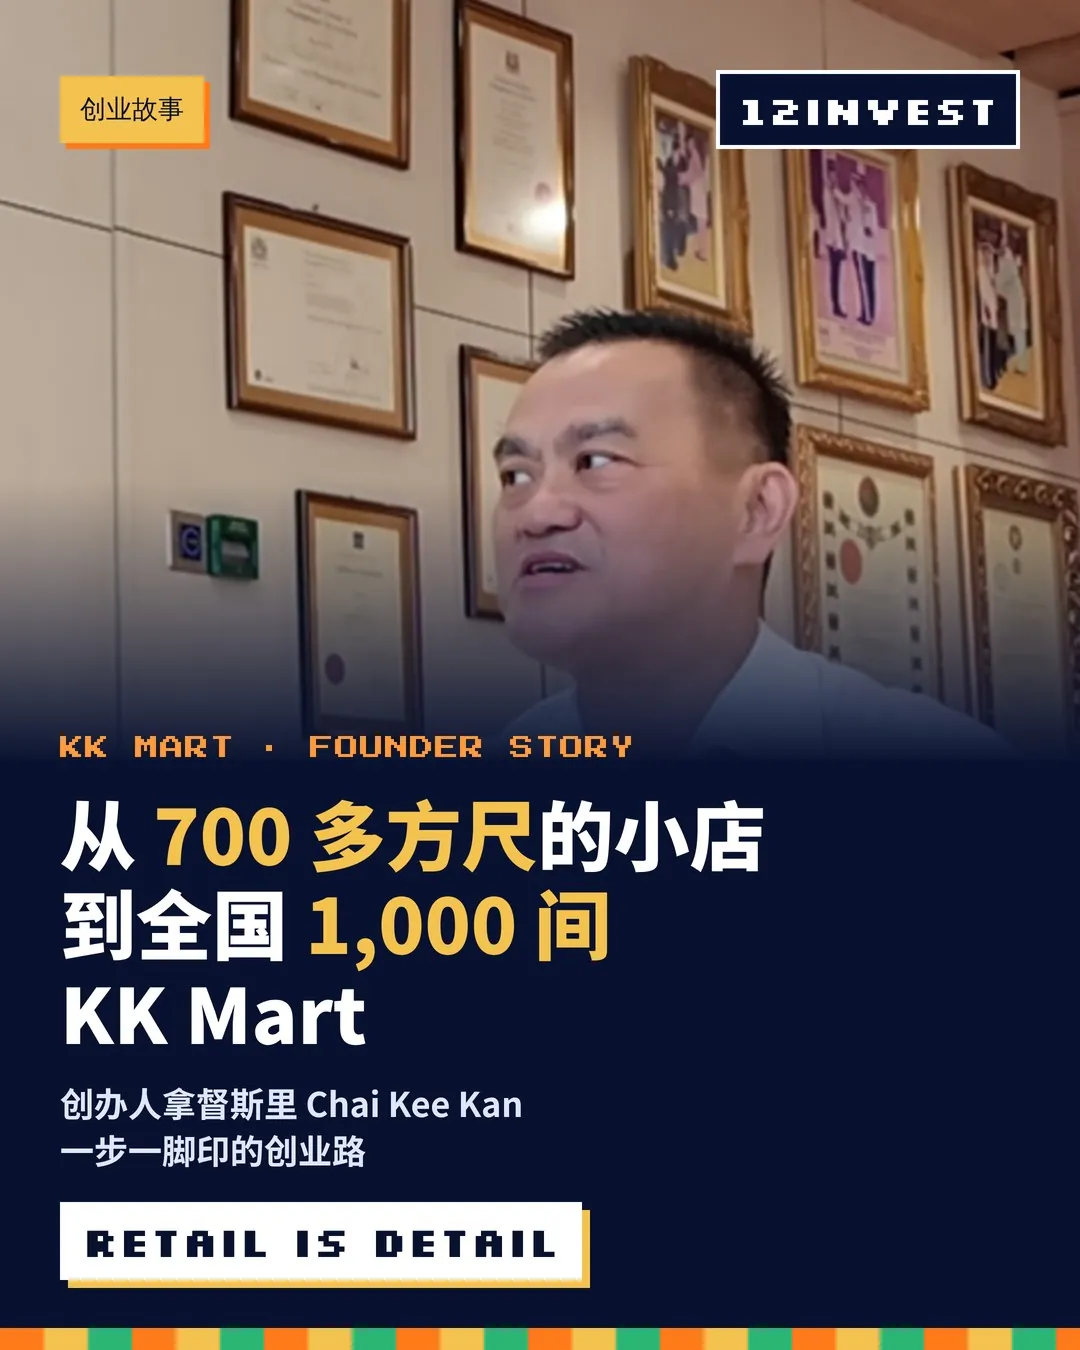 创业故事
12INVEST
KK MART · FOUNDER STORY
从 700 多方尺的小店
到全国 1,000 间
KK Mart
创办人拿督斯里 Chai Kee Kan
一步一脚印的创业路
RETAIL IS DETAIL